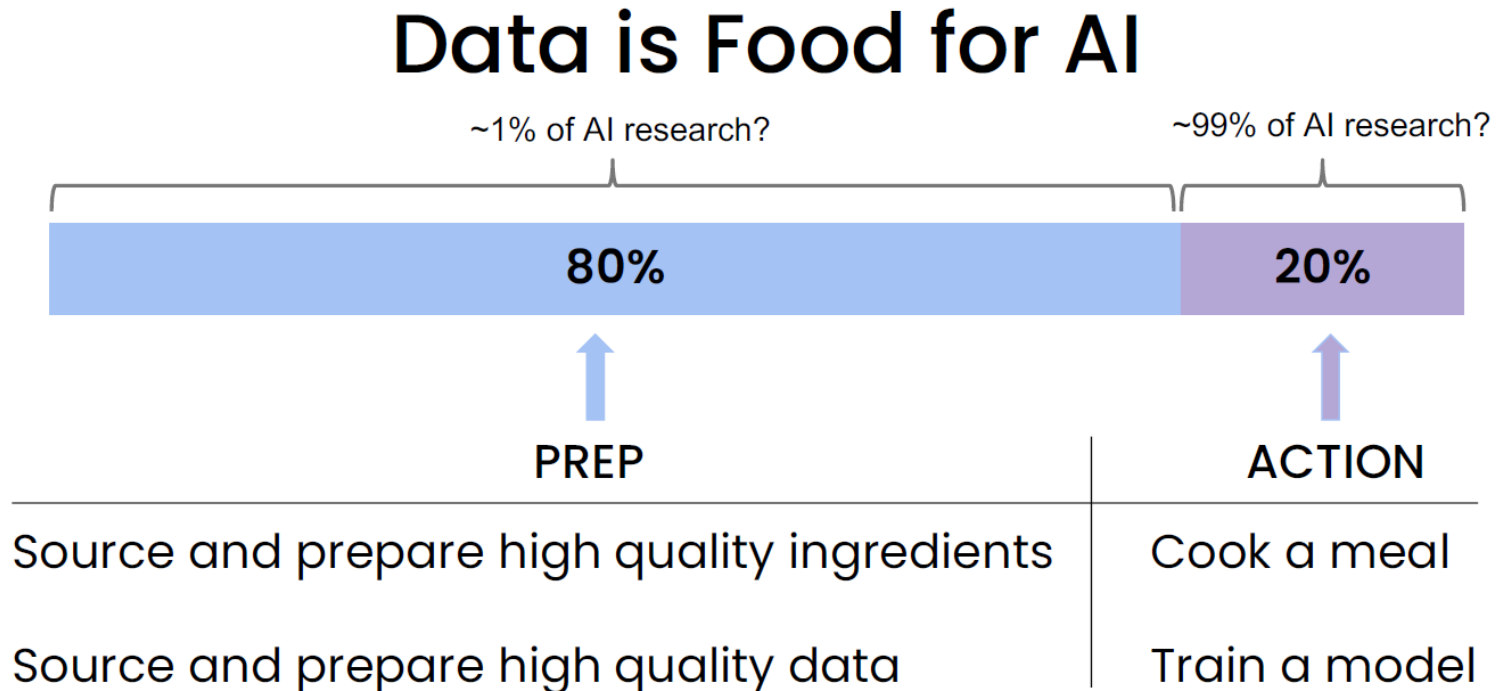 Data is Food for AI
~1% of AI research?
~99% of AI research?
80%
20%
PREP
ACTION
Source and prepare high quality ingredients
Cook a meal
Source and prepare high quality data
Train a model